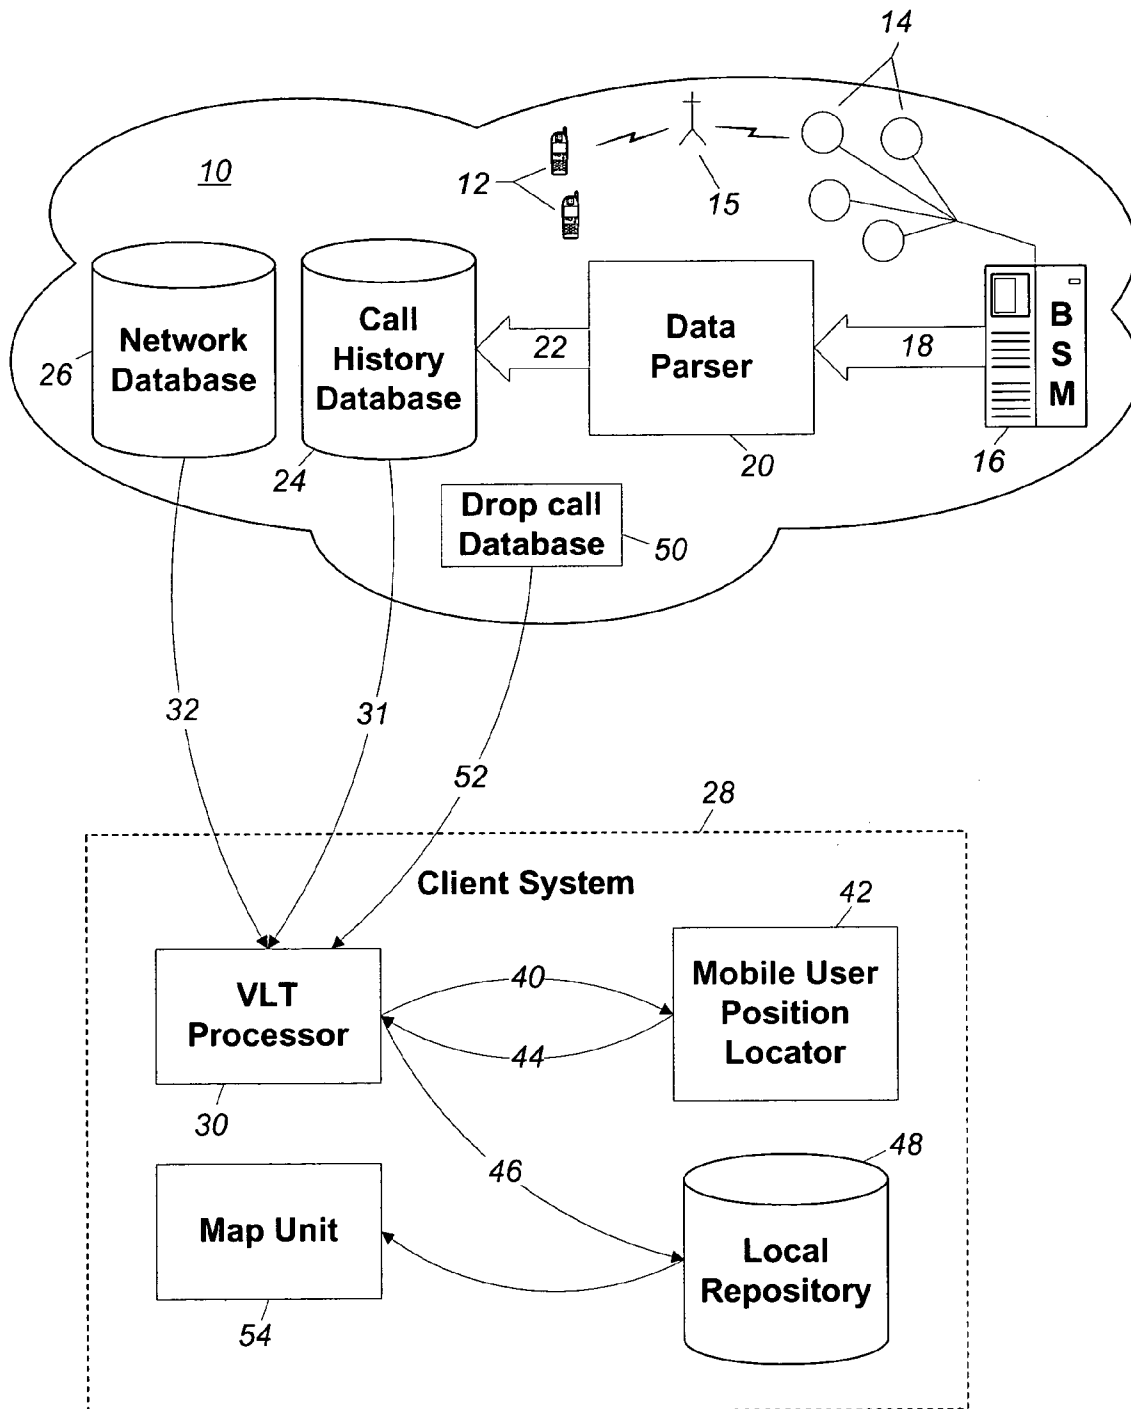 14
10
12
15
Network
Database
26
Call
History
Database
24
22
Data
Parser
20
18
B
S
M
16
Drop call
Database
50
32
31
52
28
Client System
VLT
Processor
30
40
44
42
Mobile User
Position
Locator
46
48
Map Unit
54
Local
Repository